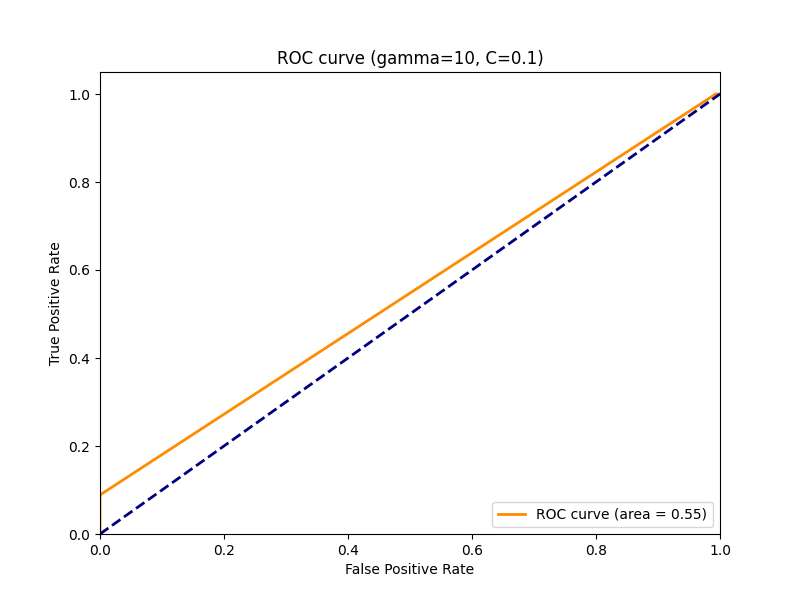 ROC curve (gamma=10, C=0.1)
True Positive Rate
1.0
0.8
0.6
0.4
0.2
0.0
0.0 0.2 0.4 0.6 0.8 1.0
False Positive Rate
ROC curve (area = 0.55)